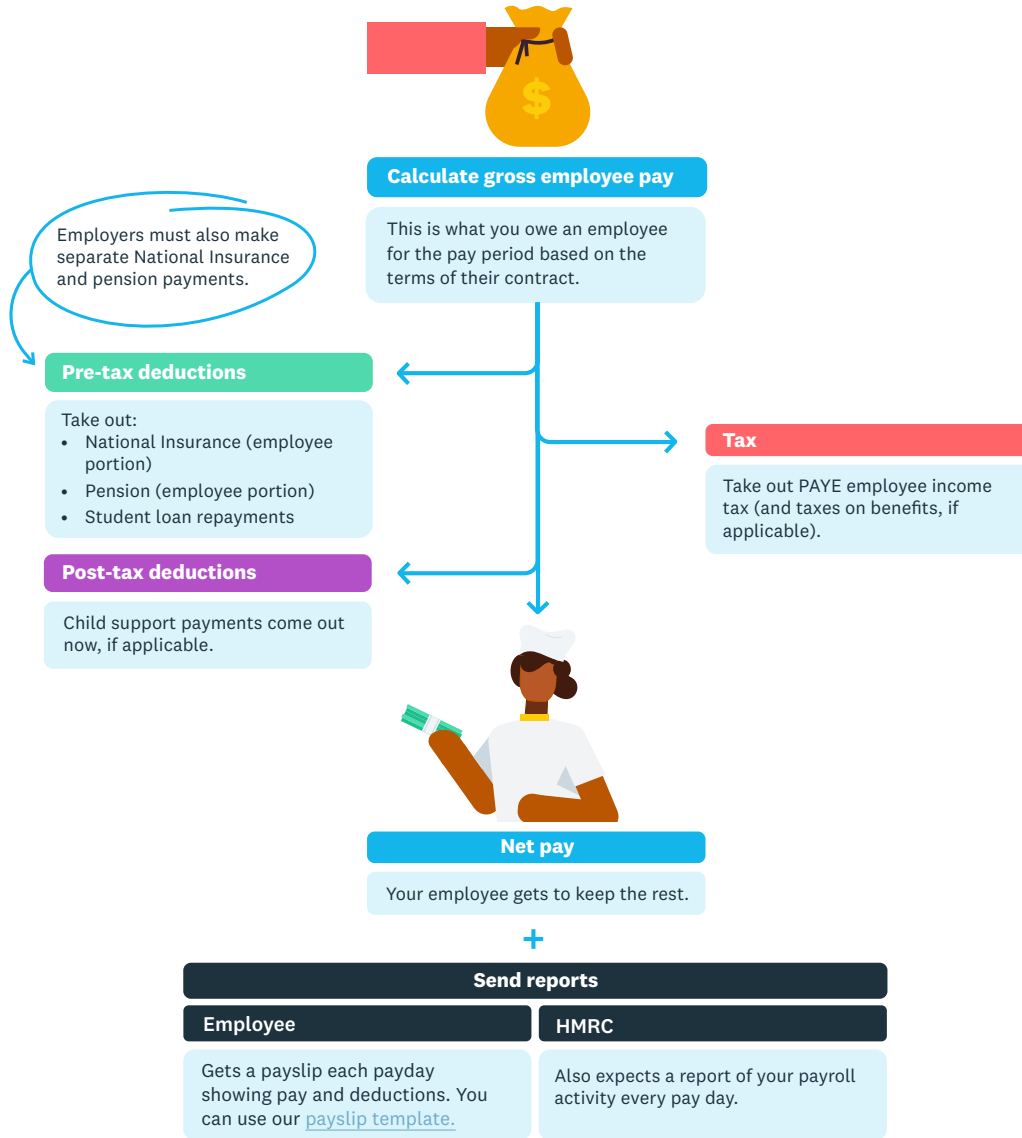 $
Calculate gross employee pay
This is what you owe an employee
for the pay period based on the
terms of their contract.
Employers must also make
separate National Insurance
and pension payments.
Pre-tax deductions
Take out:
• National Insurance (employee
portion)
• Pension (employee portion)
• Student loan repayments
Tax
Take out PAYE employee income
tax (and taxes on benefits, if
applicable).
Post-tax deductions
Child support payments come out
now, if applicable.
Net pay
Your employee gets to keep the rest.
+
Send reports
Employee
Gets a payslip each payday
showing pay and deductions. You
can use our payslip template.
HMRC
Also expects a report of your payroll
activity every pay day.